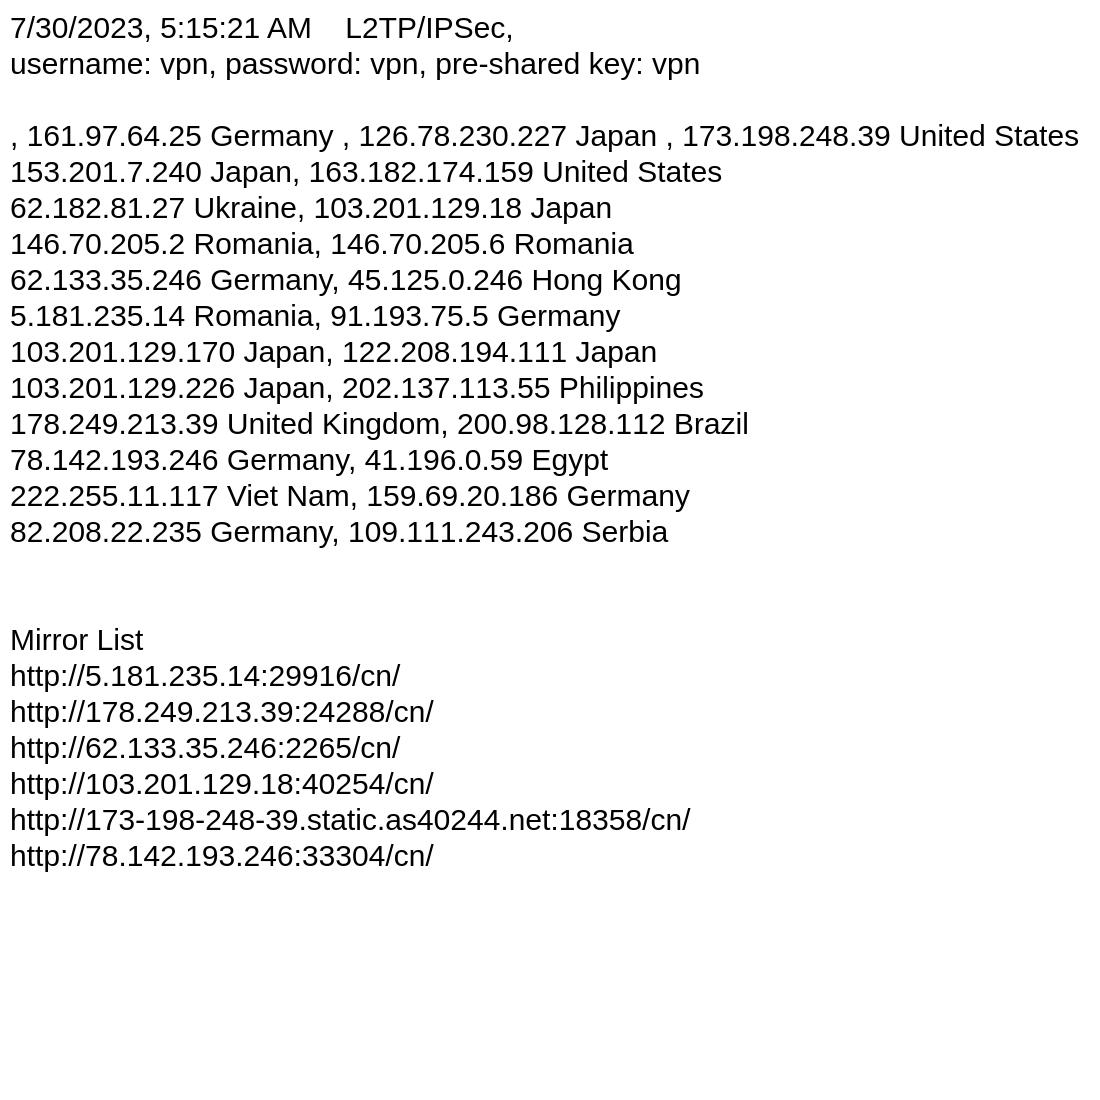 7/30/2023, 5:15:21 AM    L2TP/IPSec,
username: vpn, password: vpn, pre-shared key: vpn
, 161.97.64.25 Germany , 126.78.230.227 Japan , 173.198.248.39 United States
153.201.7.240 Japan, 163.182.174.159 United States
62.182.81.27 Ukraine, 103.201.129.18 Japan
146.70.205.2 Romania, 146.70.205.6 Romania
62.133.35.246 Germany, 45.125.0.246 Hong Kong
5.181.235.14 Romania, 91.193.75.5 Germany
103.201.129.170 Japan, 122.208.194.111 Japan
103.201.129.226 Japan, 202.137.113.55 Philippines
178.249.213.39 United Kingdom, 200.98.128.112 Brazil
78.142.193.246 Germany, 41.196.0.59 Egypt
222.255.11.117 Viet Nam, 159.69.20.186 Germany
82.208.22.235 Germany, 109.111.243.206 Serbia
Mirror List
http://5.181.235.14:29916/cn/
http://178.249.213.39:24288/cn/
http://62.133.35.246:2265/cn/
http://103.201.129.18:40254/cn/
http://173-198-248-39.static.as40244.net:18358/cn/
http://78.142.193.246:33304/cn/